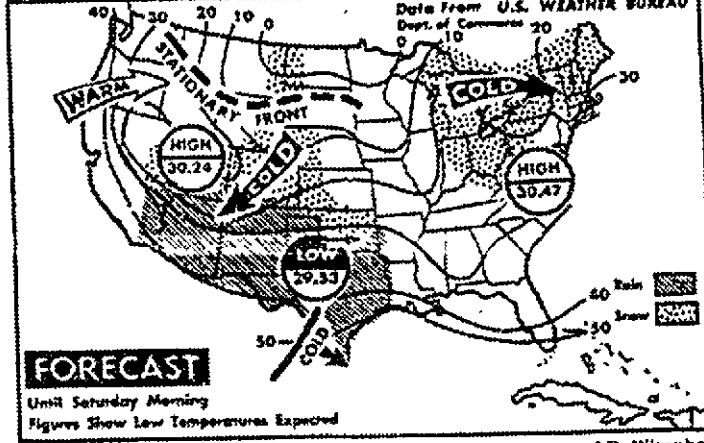 Data From U.S. WEATHER BUREAU
Dept. of Commerce
40 30 20 10 0
0 10 20
30
WARM
STATIONARY
FRONT
COLD
HIGH
30.24
COLD
HIGH
30.47
LOW
29.33
40
50
50
COLD
Rain
Snow
FORECAST
Until Saturday Morning
Figures Show Low Temperatures Expected